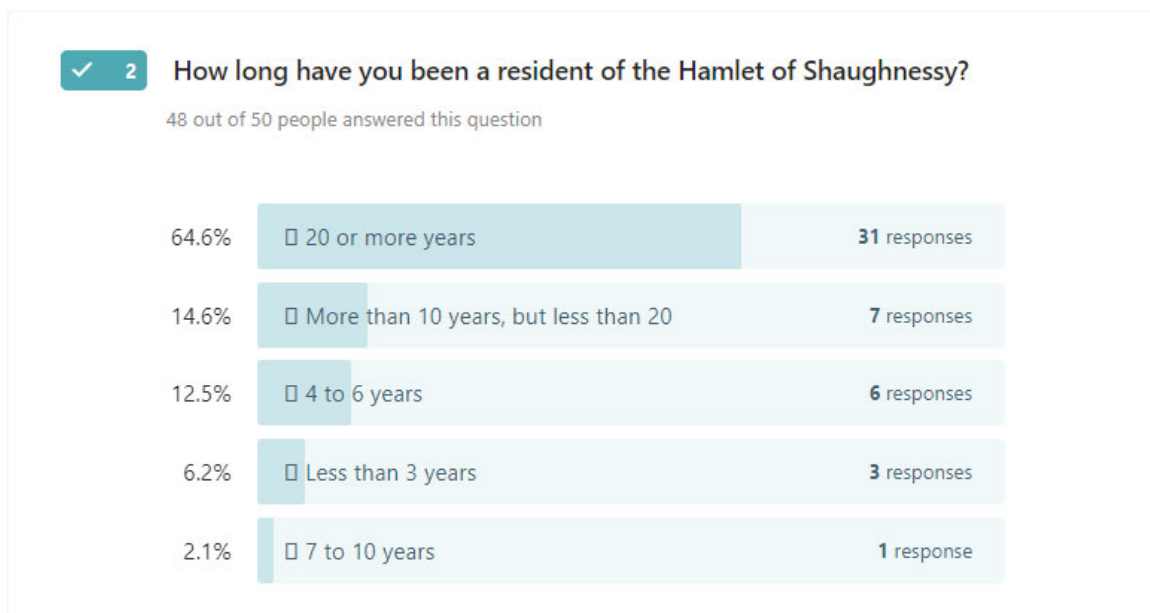 2 How long have you been a resident of the Hamlet of Shaughnessy?
48 out of 50 people answered this question
64.6% 20 or more years 31 responses
14.6% More than 10 years, but less than 20 7 responses
12.5% 4 to 6 years 6 responses
6.2% Less than 3 years 3 responses
2.1% 7 to 10 years 1 response